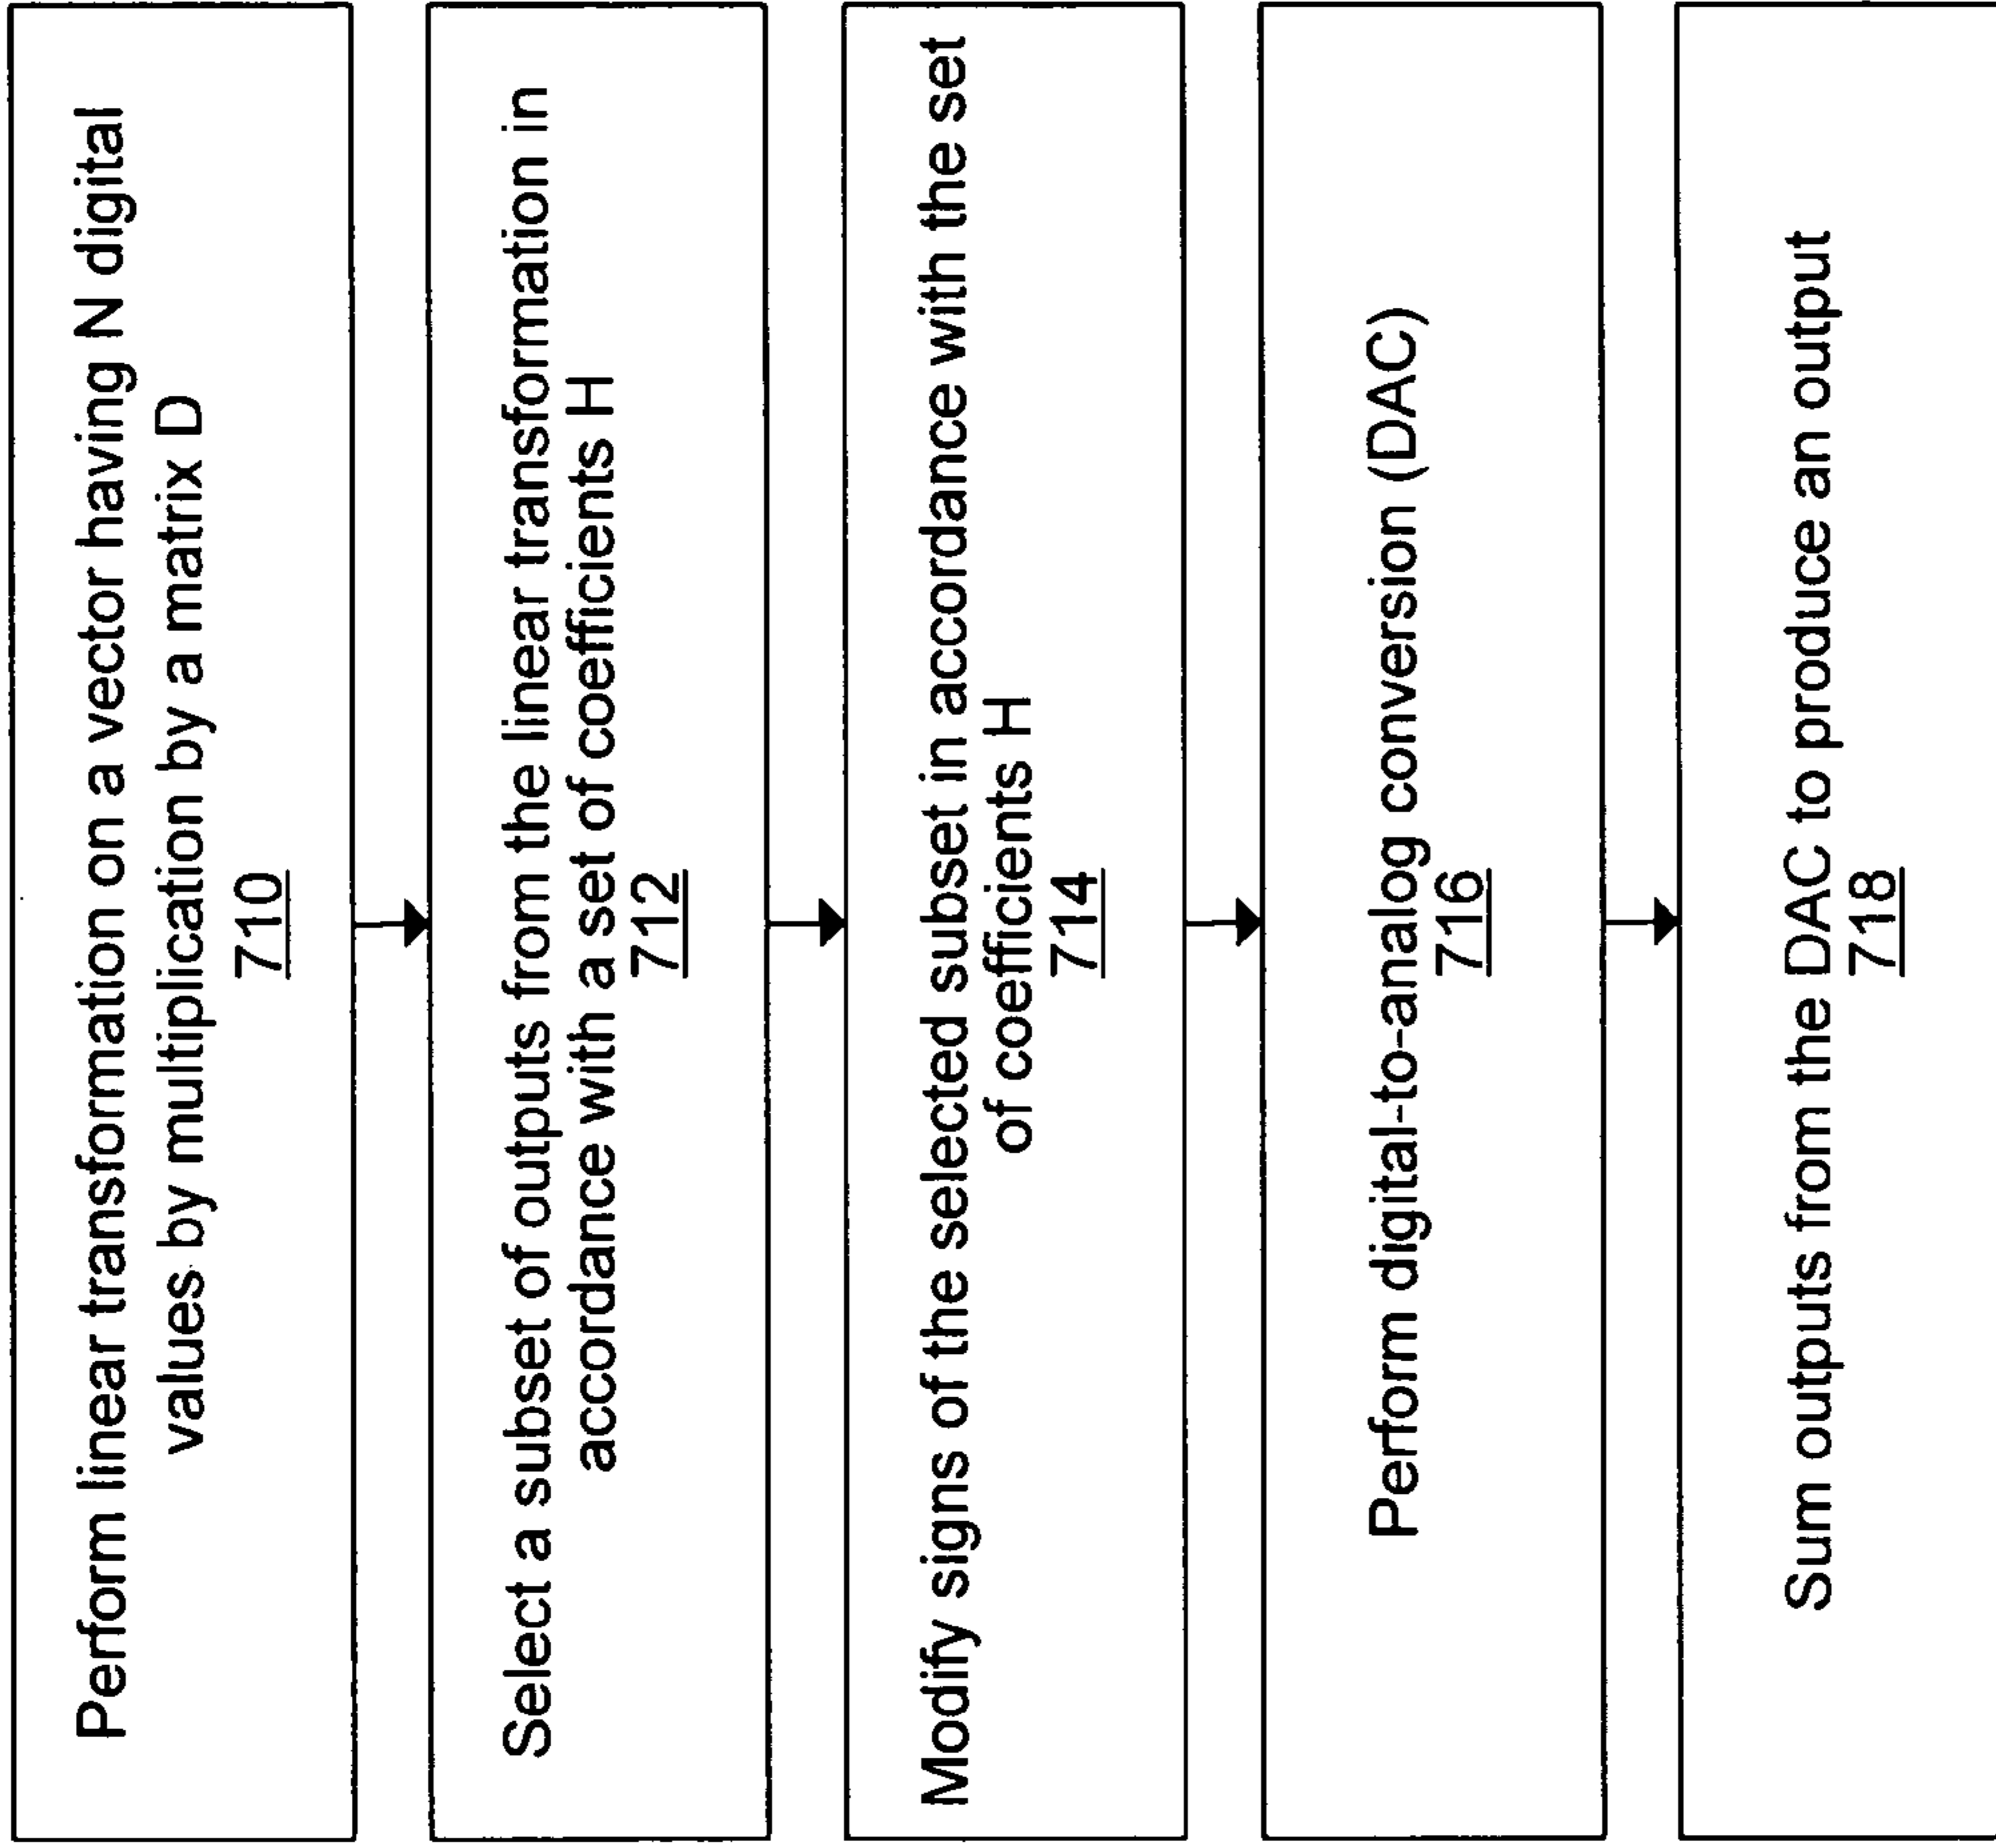 Perform linear transformation on a vector having N digital
values by multiplication by a matrix D
710
Select a subset of outputs from the linear transformation in
accordance with a set of coefficients H
712
Modify signs of the selected subset in accordance with the set
of coefficients H
714
Perform digital-to-analog conversion (DAC)
716
Sum outputs from the DAC to produce an output
718